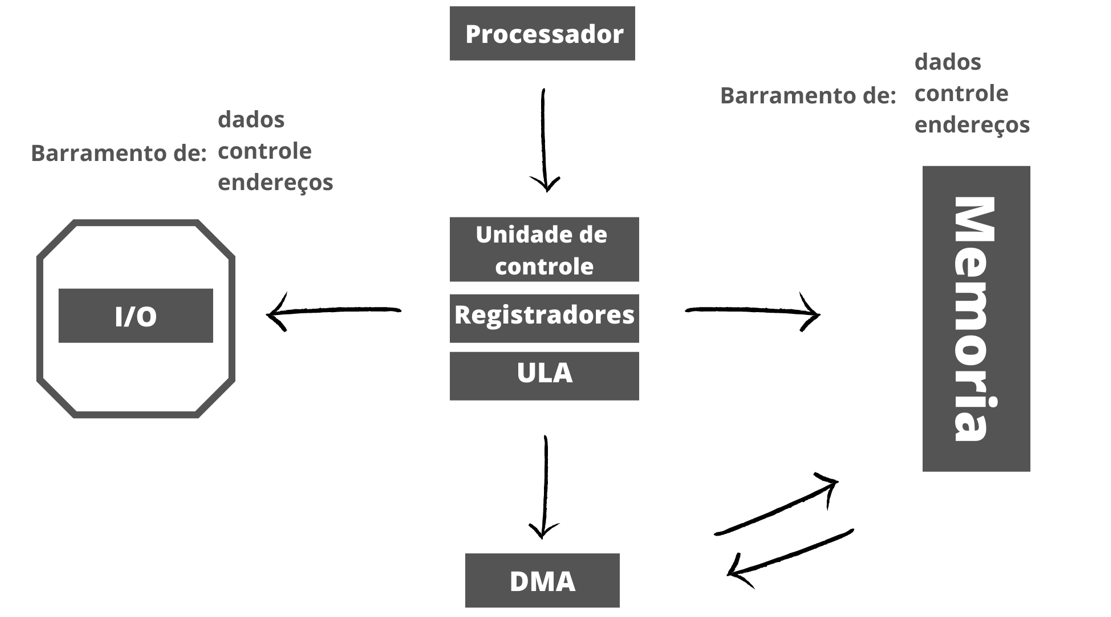 Processador
dados
Barramento de: controle
endereços
dados
Barramento de: controle
endereços
Unidade de
controle
Registradores
ULA
I/O
Memoria
DMA